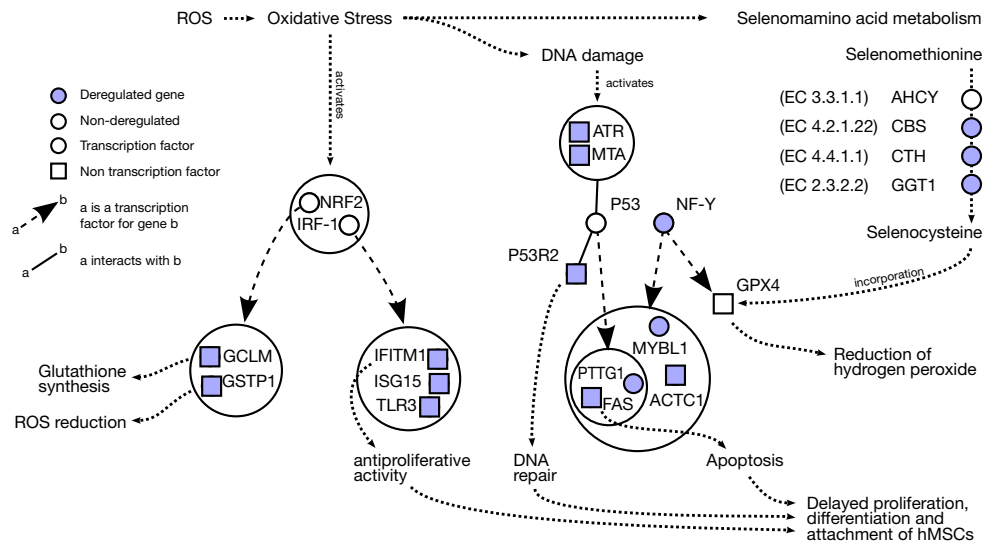 ROS
Oxidative Stress
Selenomamino acid metabolism
DNA damage
activates
activates
Selenomethionine
Deregulated gene
Non-deregulated
Transcription factor
Non transcription factor
b
a is a transcription
factor for gene b
a
b
a interacts with b
a
(EC 3.3.1.1) AHCY
(EC 4.2.1.22) CBS
(EC 4.4.1.1) CTH
(EC 2.3.2.2) GGT1
Selenocysteine
incorporation
ATR
MTA
NRF2
IRF-1
P53
NF-Y
P53R2
GPX4
GCLM
GSTP1
Glutathione
synthesis
ROS reduction
IFITM1
ISG15
TLR3
MYBL1
PTTG1
FAS
ACTC1
Reduction of
hydrogen peroxide
antiproliferative
activity
DNA
repair
Apoptosis
Delayed proliferation,
differentiation and
attachment of hMSCs